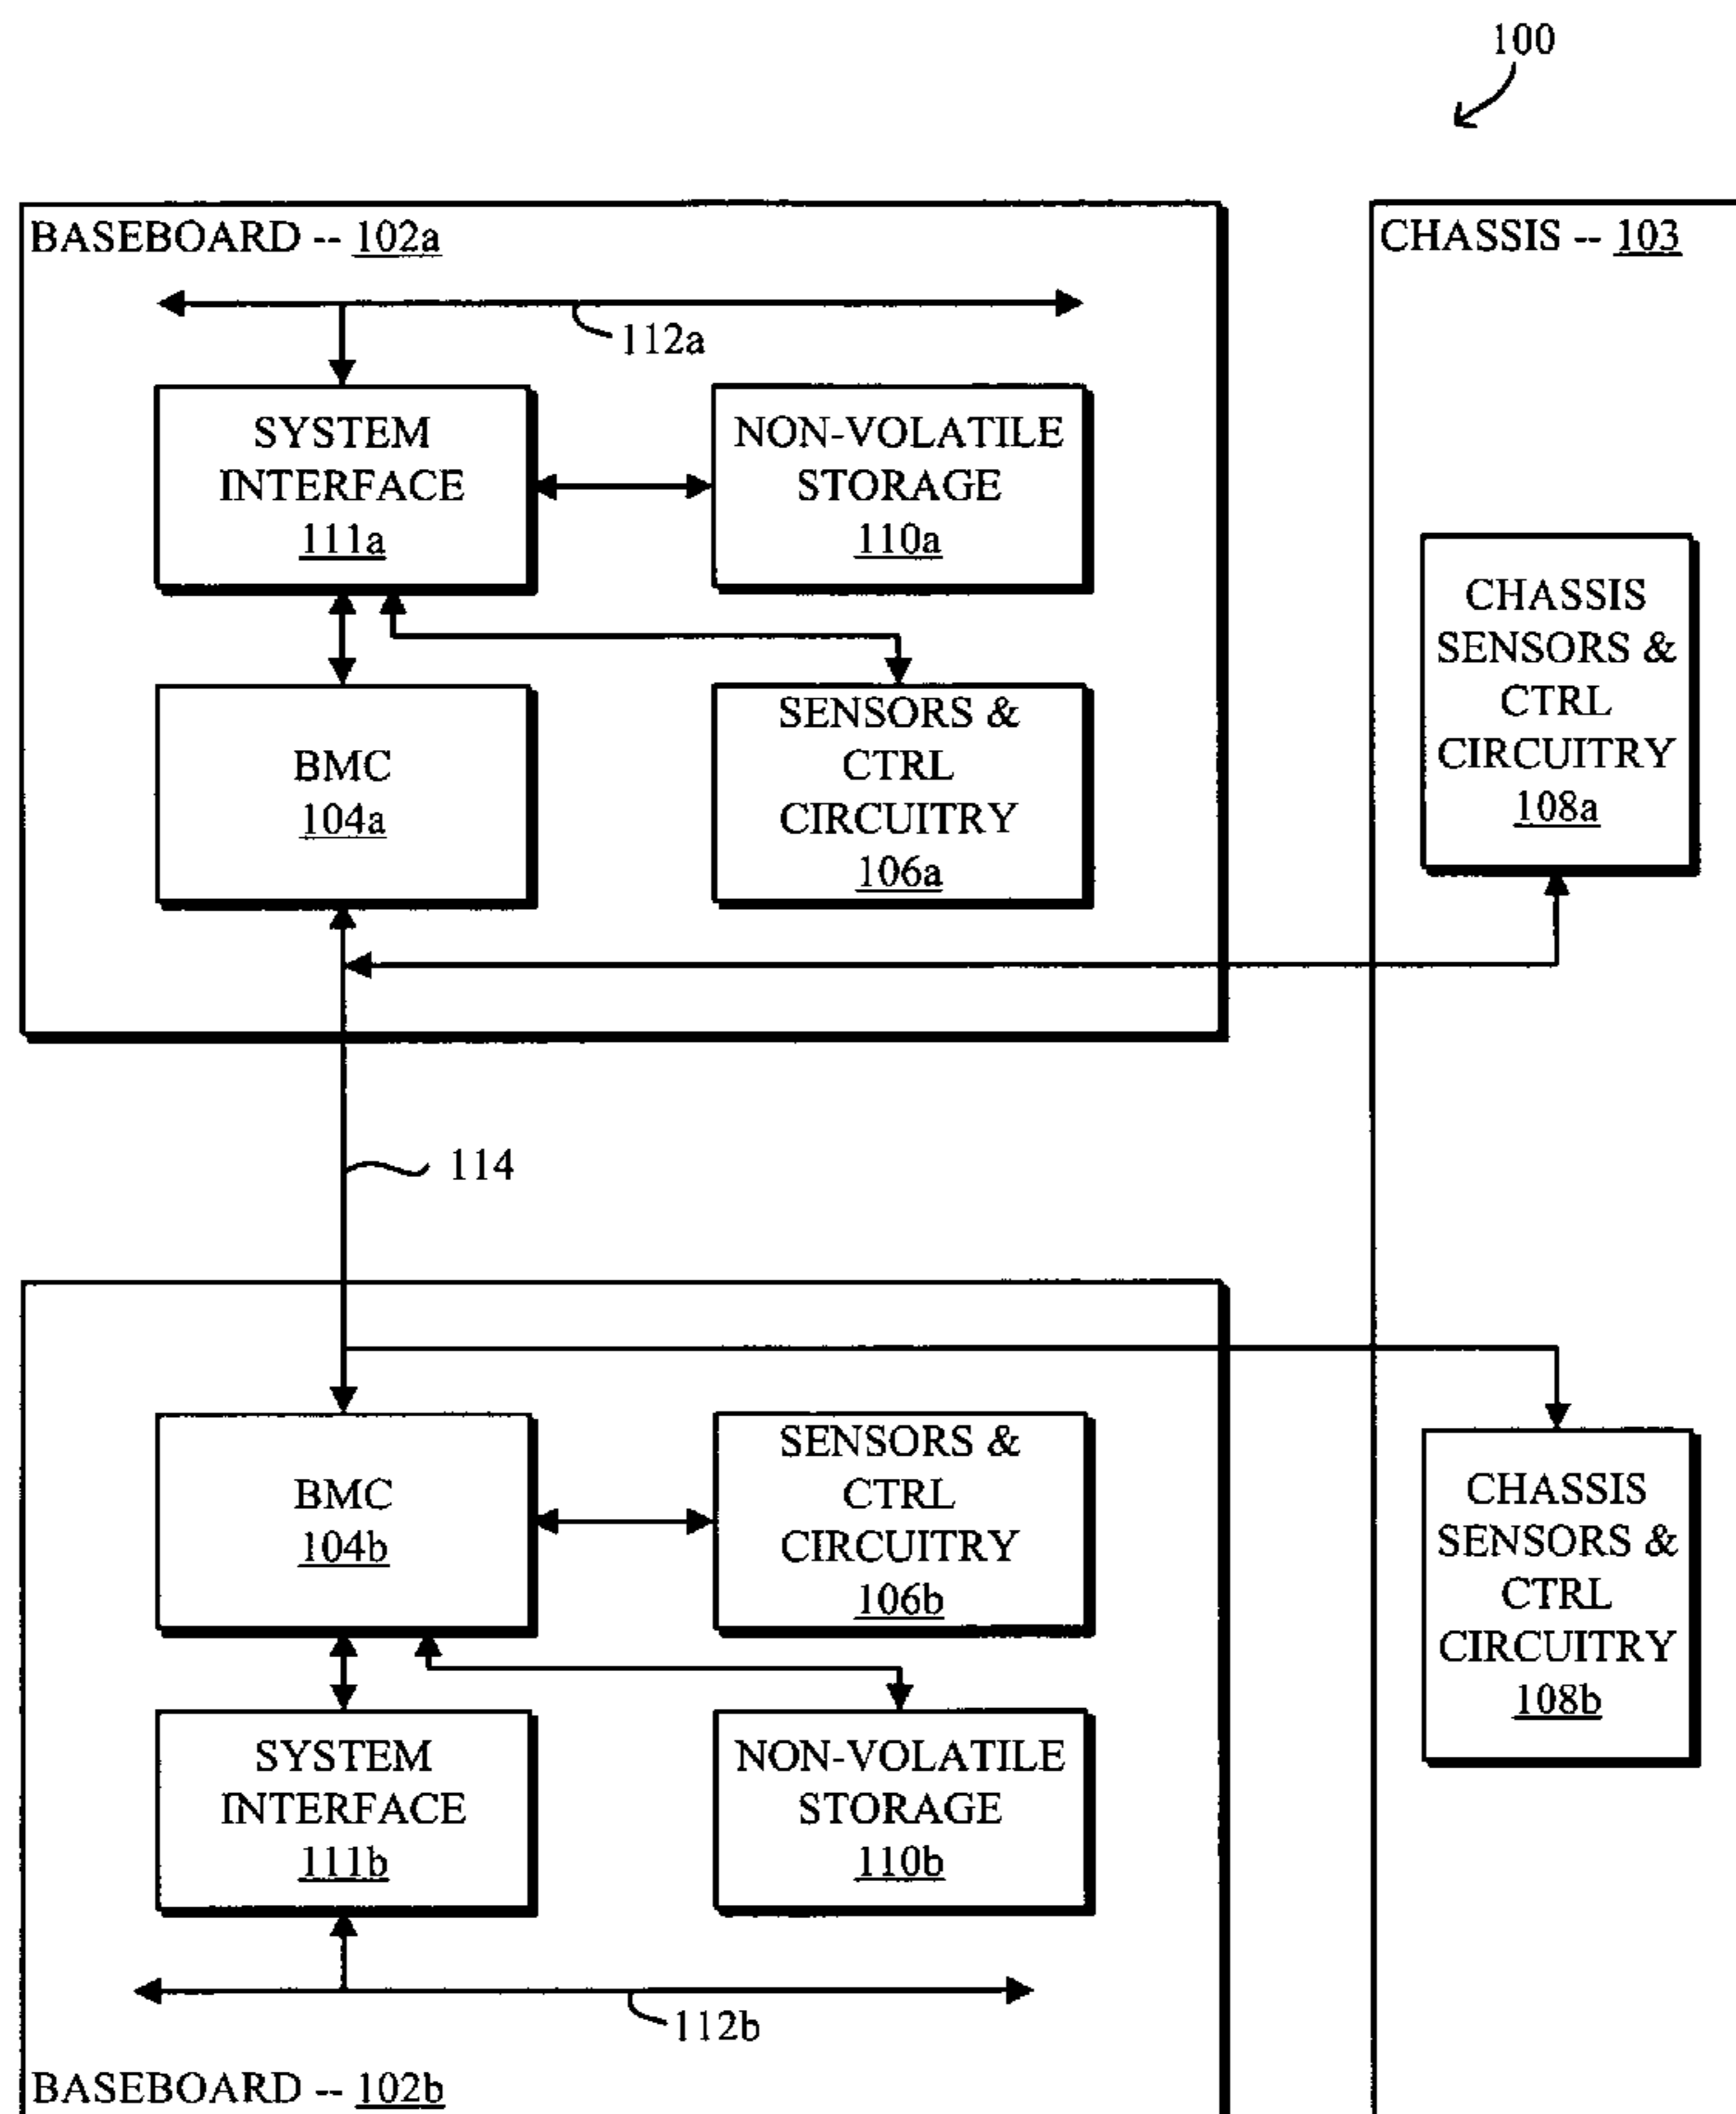 100
BASEBOARD -- 102a
CHASSIS -- 103
112a
SYSTEM
INTERFACE
111a
NON-VOLATILE
STORAGE
110a
CHASSIS
SENSORS &
CTRL
CIRCUITRY
108a
BMC
104a
SENSORS &
CTRL
CIRCUITRY
106a
114
BMC
104b
SENSORS &
CTRL
CIRCUITRY
106b
CHASSIS
SENSORS &
CTRL
CIRCUITRY
108b
SYSTEM
INTERFACE
111b
NON-VOLATILE
STORAGE
110b
112b
BASEBOARD -- 102b